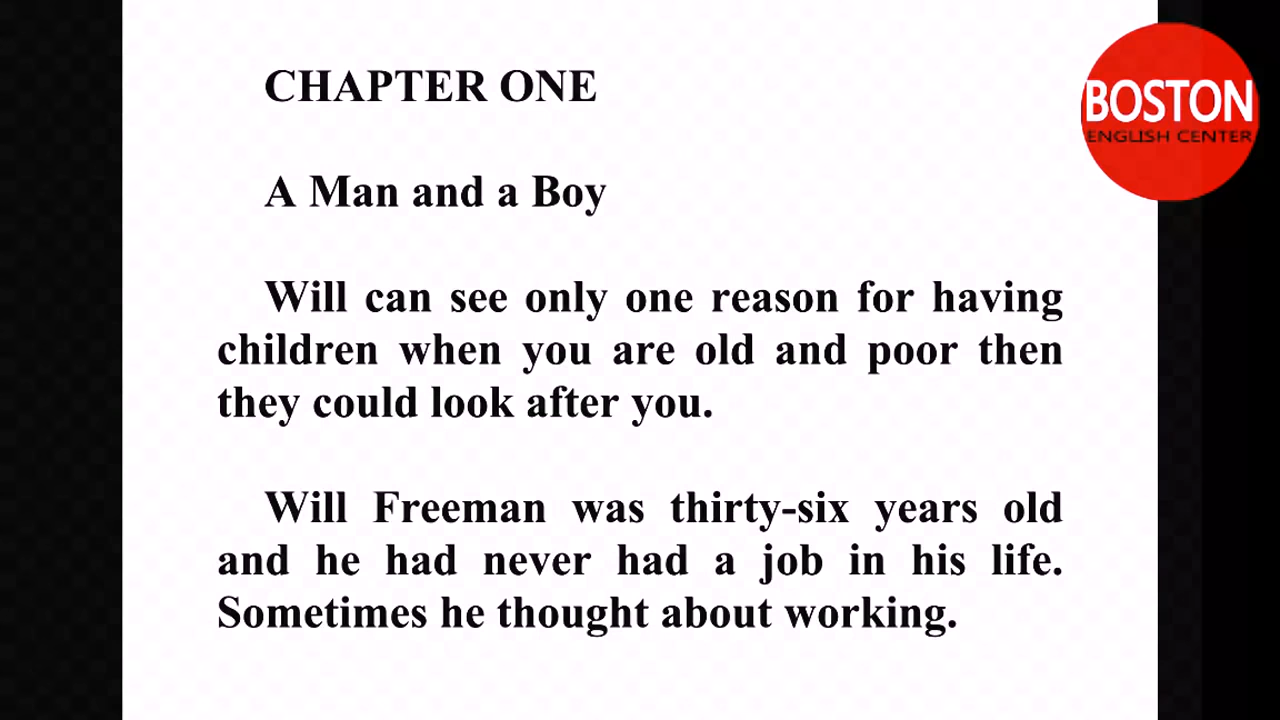 CHAPTER ONE
BOSTON
ENGLISH CENTER
A Man and a Boy
Will can see only one reason for having
children when you are old and poor then
they could look after you.
Will Freeman was thirty-six years old
and he had never had a job in his life.
Sometimes he thought about working.